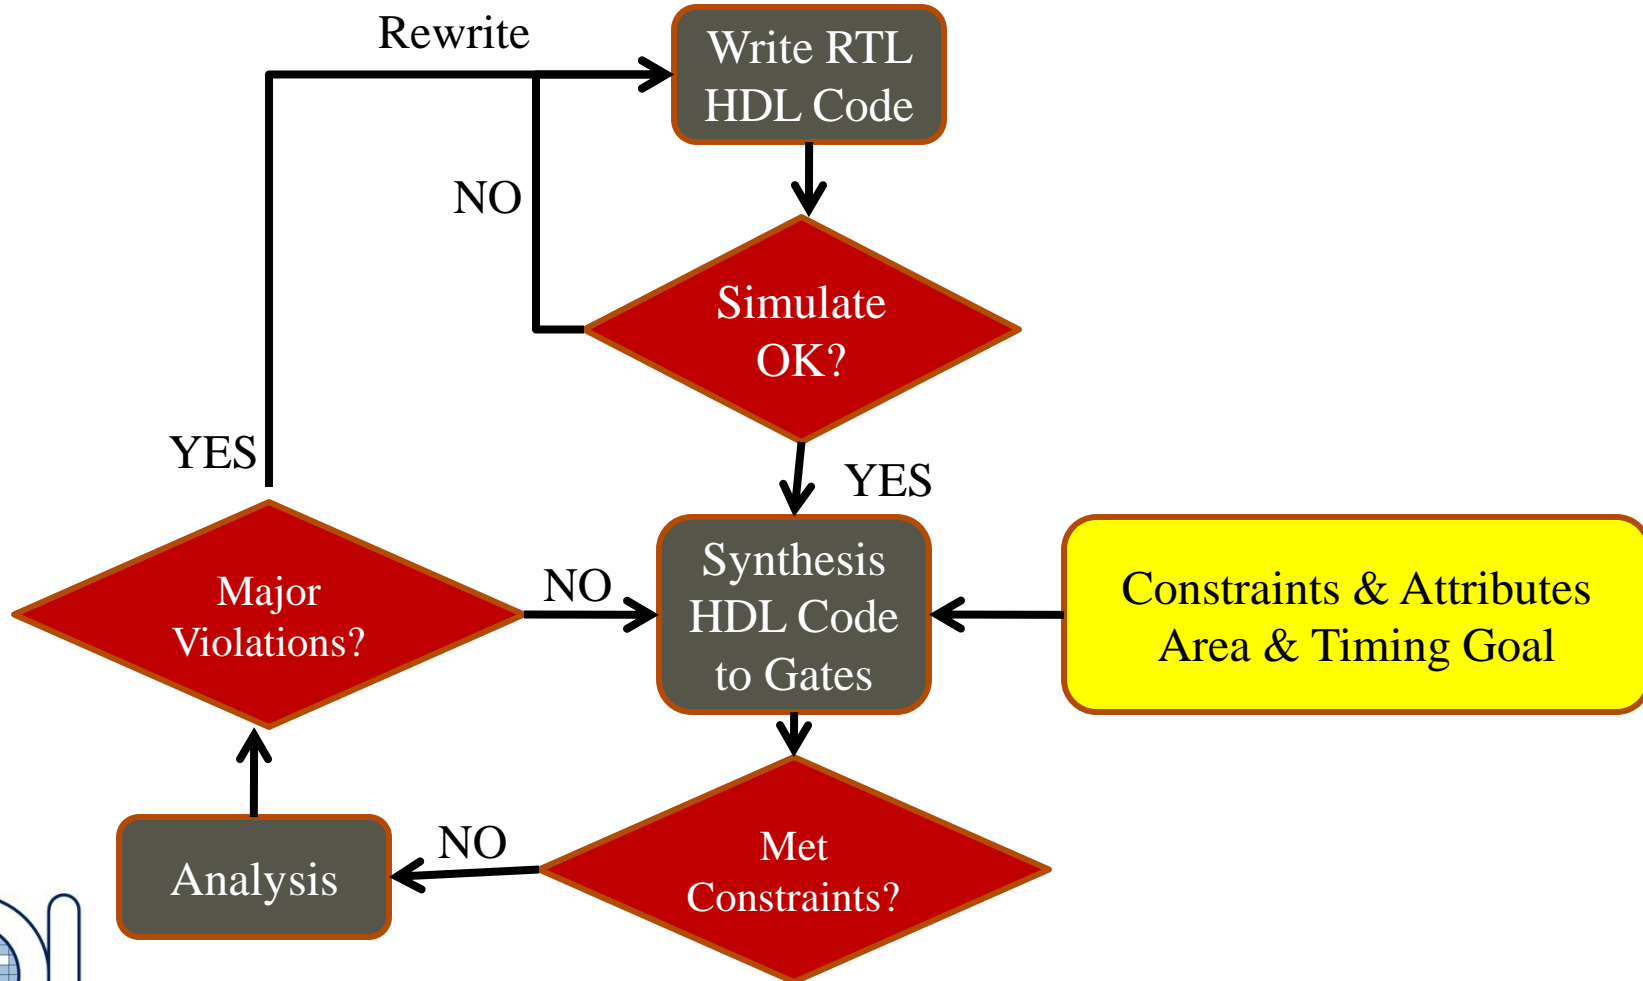 Rewrite
Write RTL
HDL Code
NO
Simulate
OK?
YES
YES
Major
Violations?
NO
Synthesis
HDL Code
to Gates
Constraints & Attributes
Area & Timing Goal
Analysis
NO
Met
Constraints?